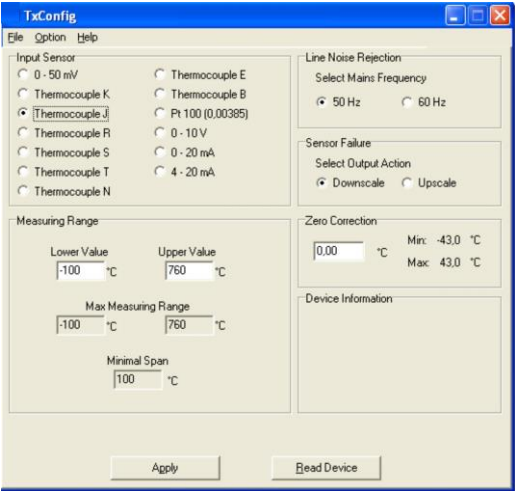 TxConfig
File Option Help
Input Sensor
0 - 50 mV
Thermocouple K
Thermocouple J
Thermocouple R
Thermocouple S
Thermocouple T
Thermocouple N
Thermocouple E
Thermocouple B
Pt 100 (0,00385)
0 - 10 V
0 - 20 mA
4 - 20 mA
Line Noise Rejection
Select Mains Frequency
50 Hz 60 Hz
Sensor Failure
Select Output Action
Downscale Upscale
Measuring Range
Lower Value Upper Value
-100 °C 760 °C
Max Measuring Range
-100 °C 760 °C
Minimal Span
100 °C
Zero Correction
0,00 °C
Min: -43,0 °C
Max: 43,0 °C
Device Information
Apply Read Device